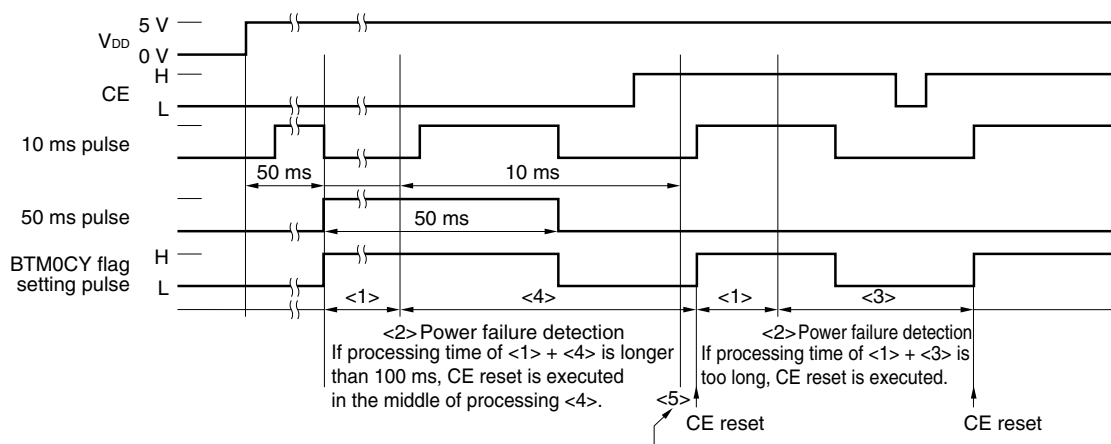 5 V
VDD
0 V
H
CE
L
10 ms pulse
50 ms
10 ms
50 ms pulse
50 ms
BTM0CY flag
setting pulse
H
L
<1>
<4>
<1>
<3>
<2>Power failure detection
If processing time of <1> + <4> is longer
than 100 ms, CE reset is executed
in the middle of processing <4>.
<2>Power failure detection
If processing time of <1> + <3> is
too long, CE reset is executed.
<5>
CE reset
CE reset